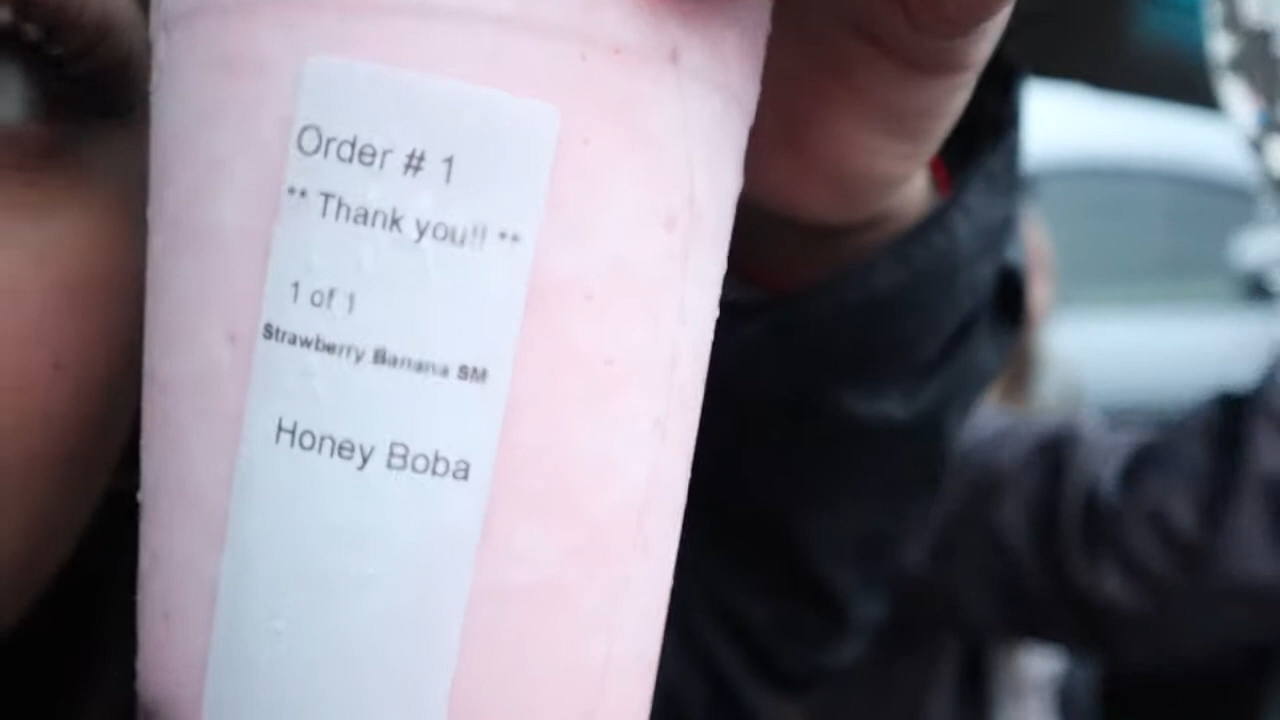 Order # 1
** Thank you!! **
1 of 1
Strawberry Banana SM
Honey Boba